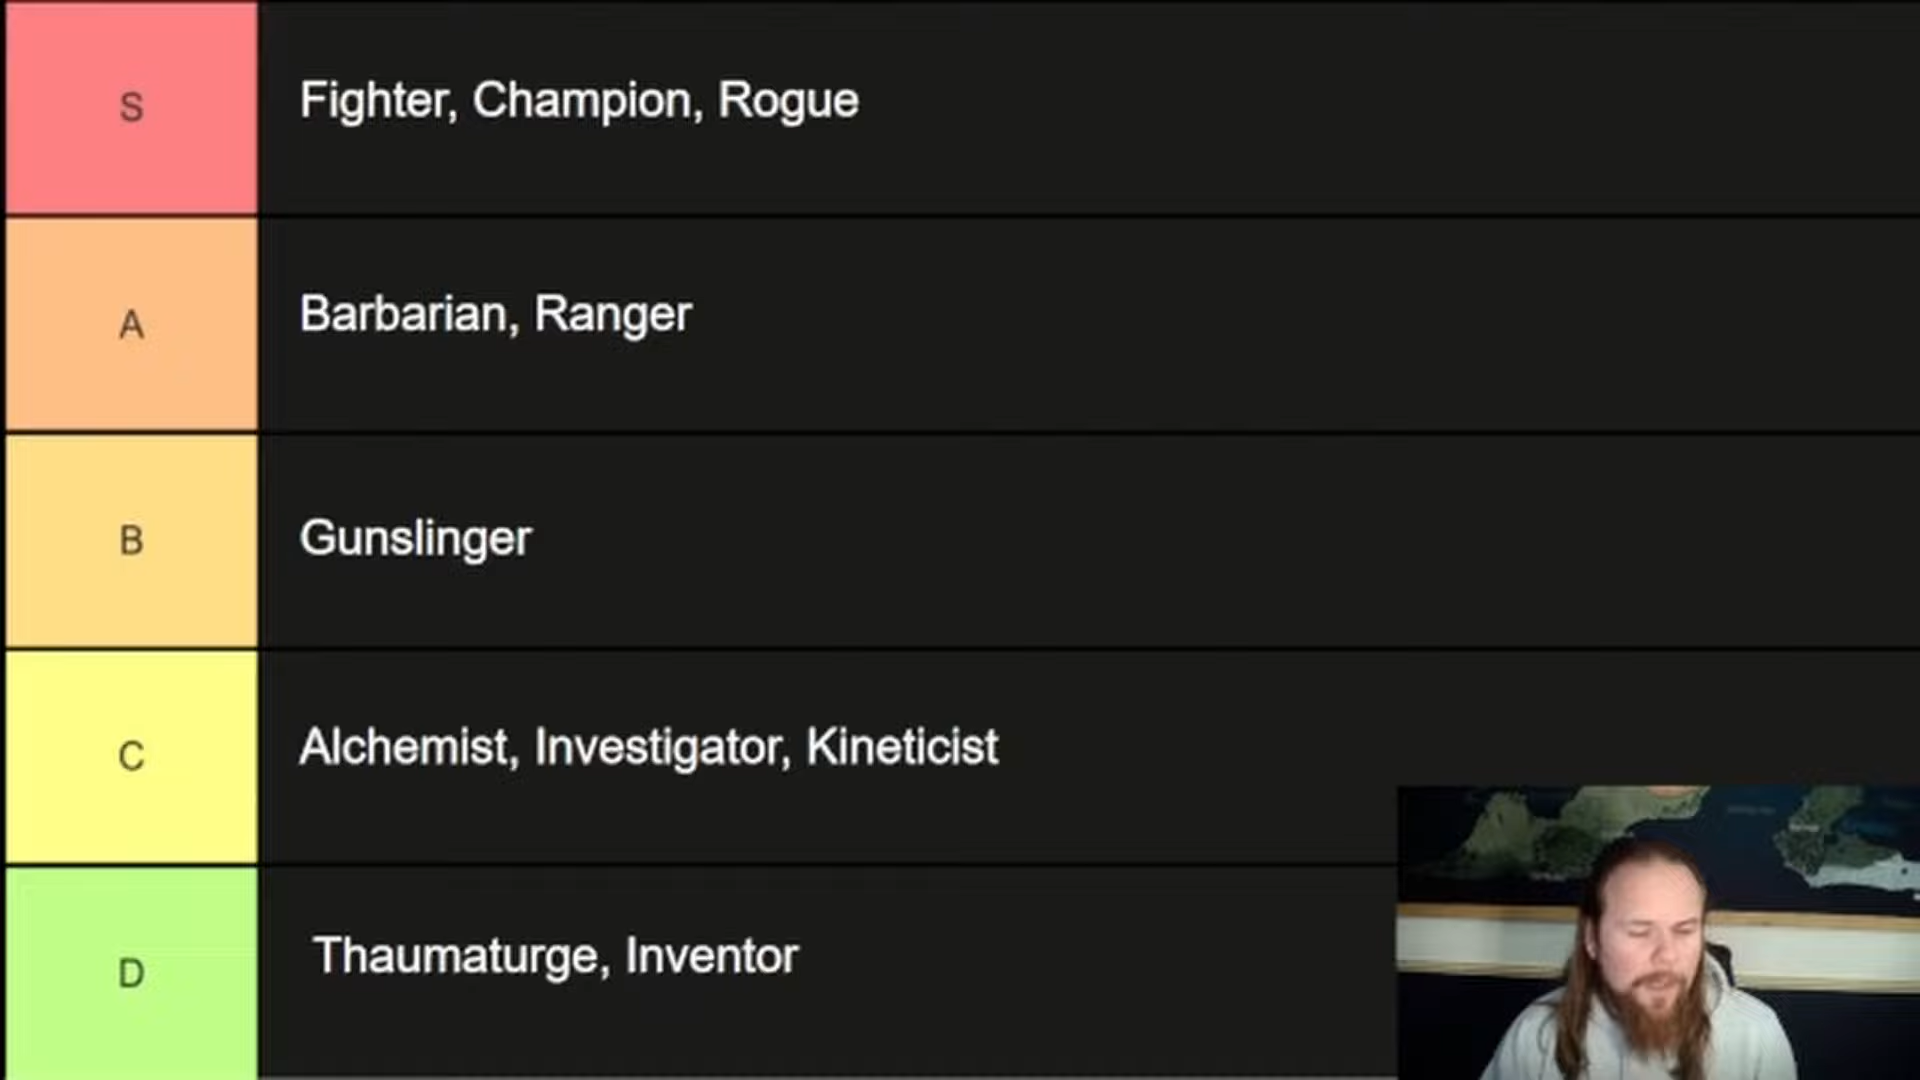 S
Fighter, Champion, Rogue
A
Barbarian, Ranger
B
Gunslinger
C
Alchemist, Investigator, Kineticist
D
Thaumaturge, Inventor